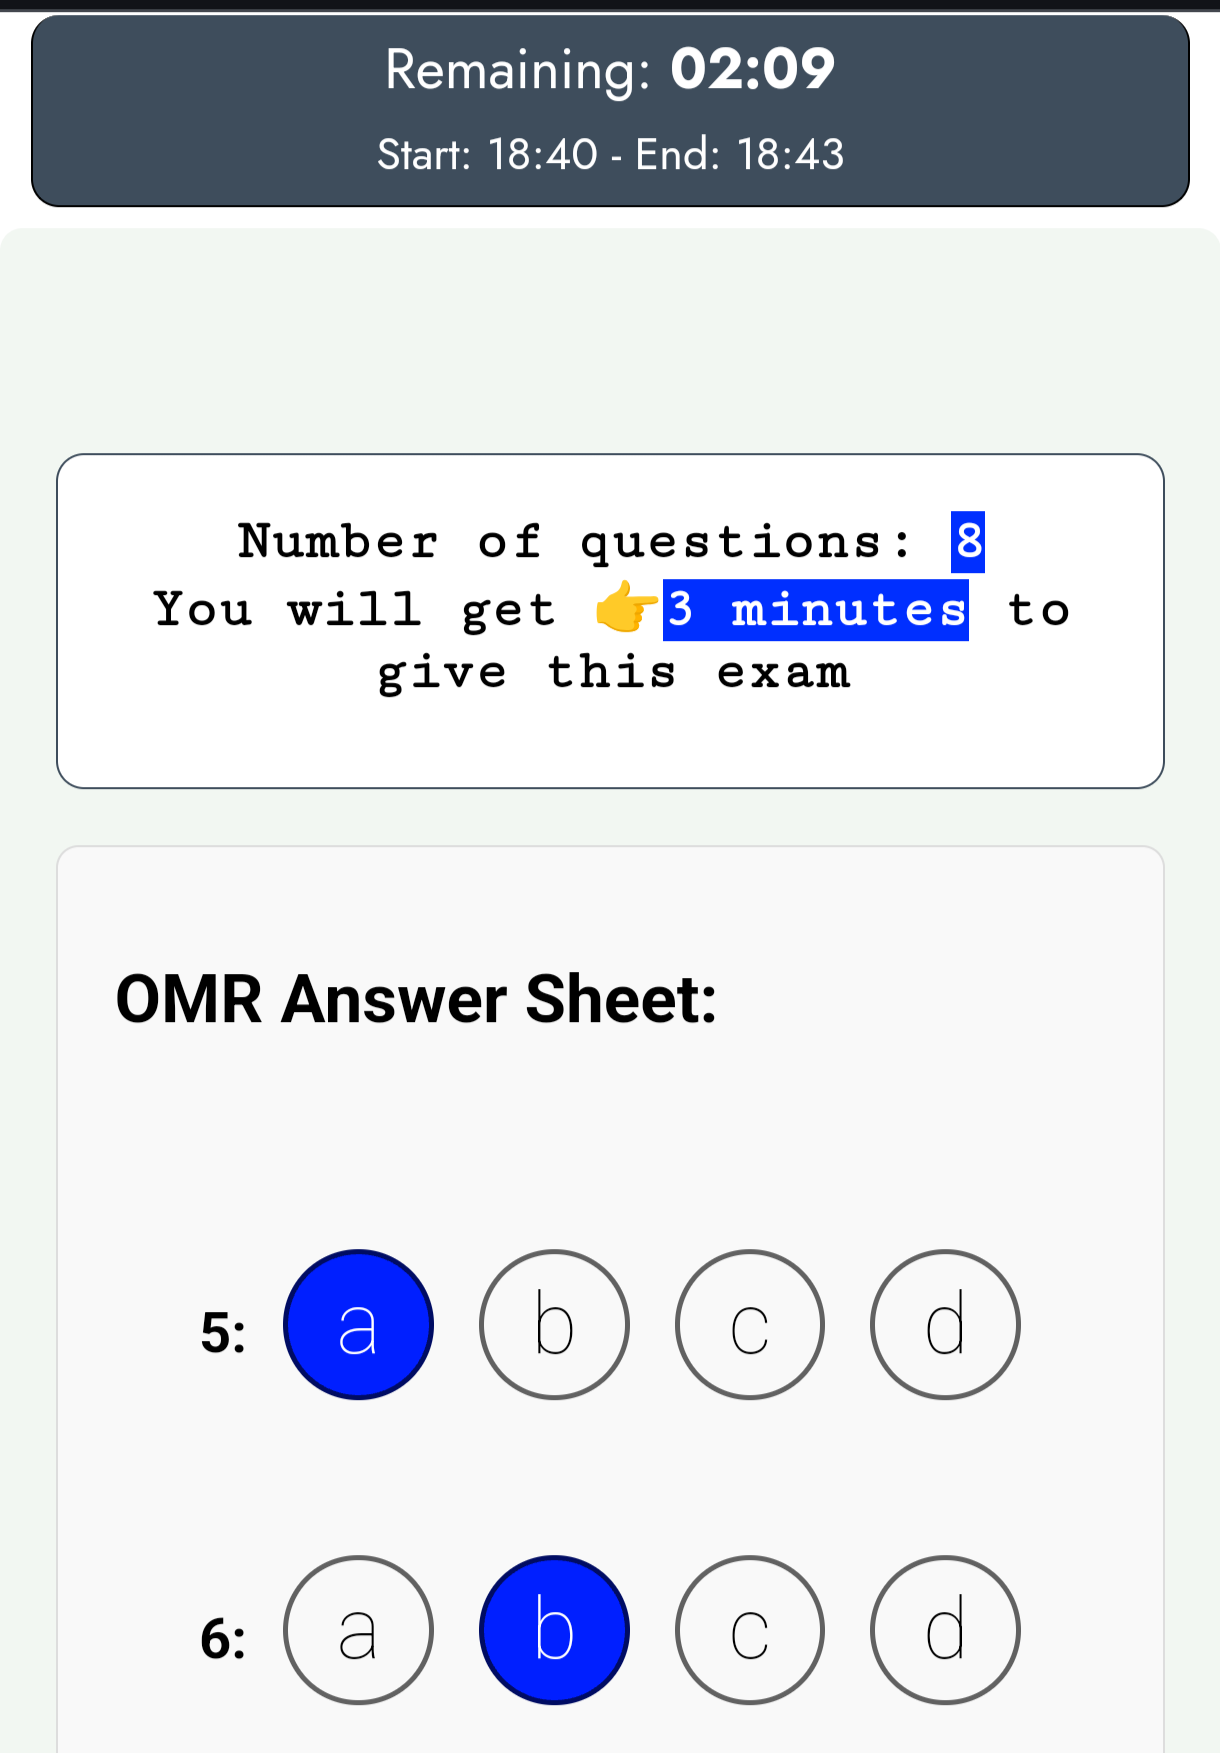 Remaining: 02:09
Start: 18:40 - End: 18:43
Number of questions: 8
You will get 👉3 minutes to
give this exam
OMR Answer Sheet:
5: a b c d
6: a b c d